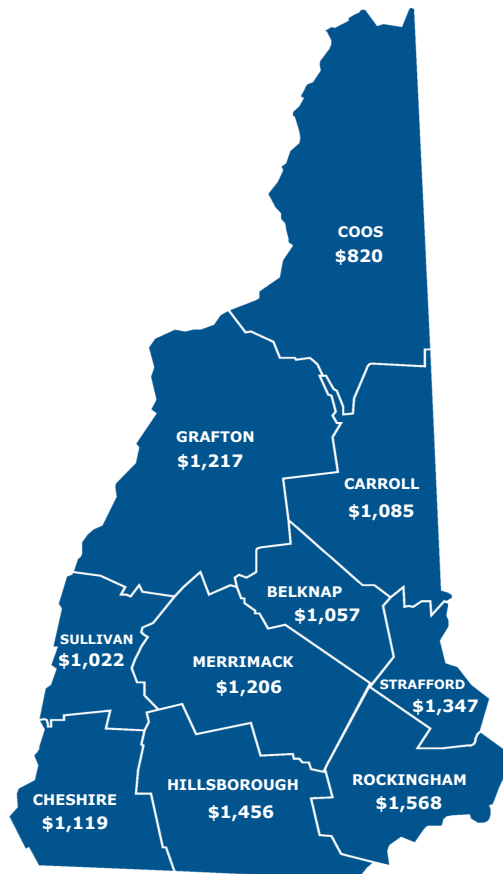 COOS
$820
GRAFTON
$1,217
CARROLL
$1,085
BELKNAP
$1,057
SULLIVAN
$1,022
MERRIMACK
$1,206
STRAFFORD
$1,347
CHESHIRE
$1,119
HILLSBOROUGH
$1,456
ROCKINGHAM
$1,568